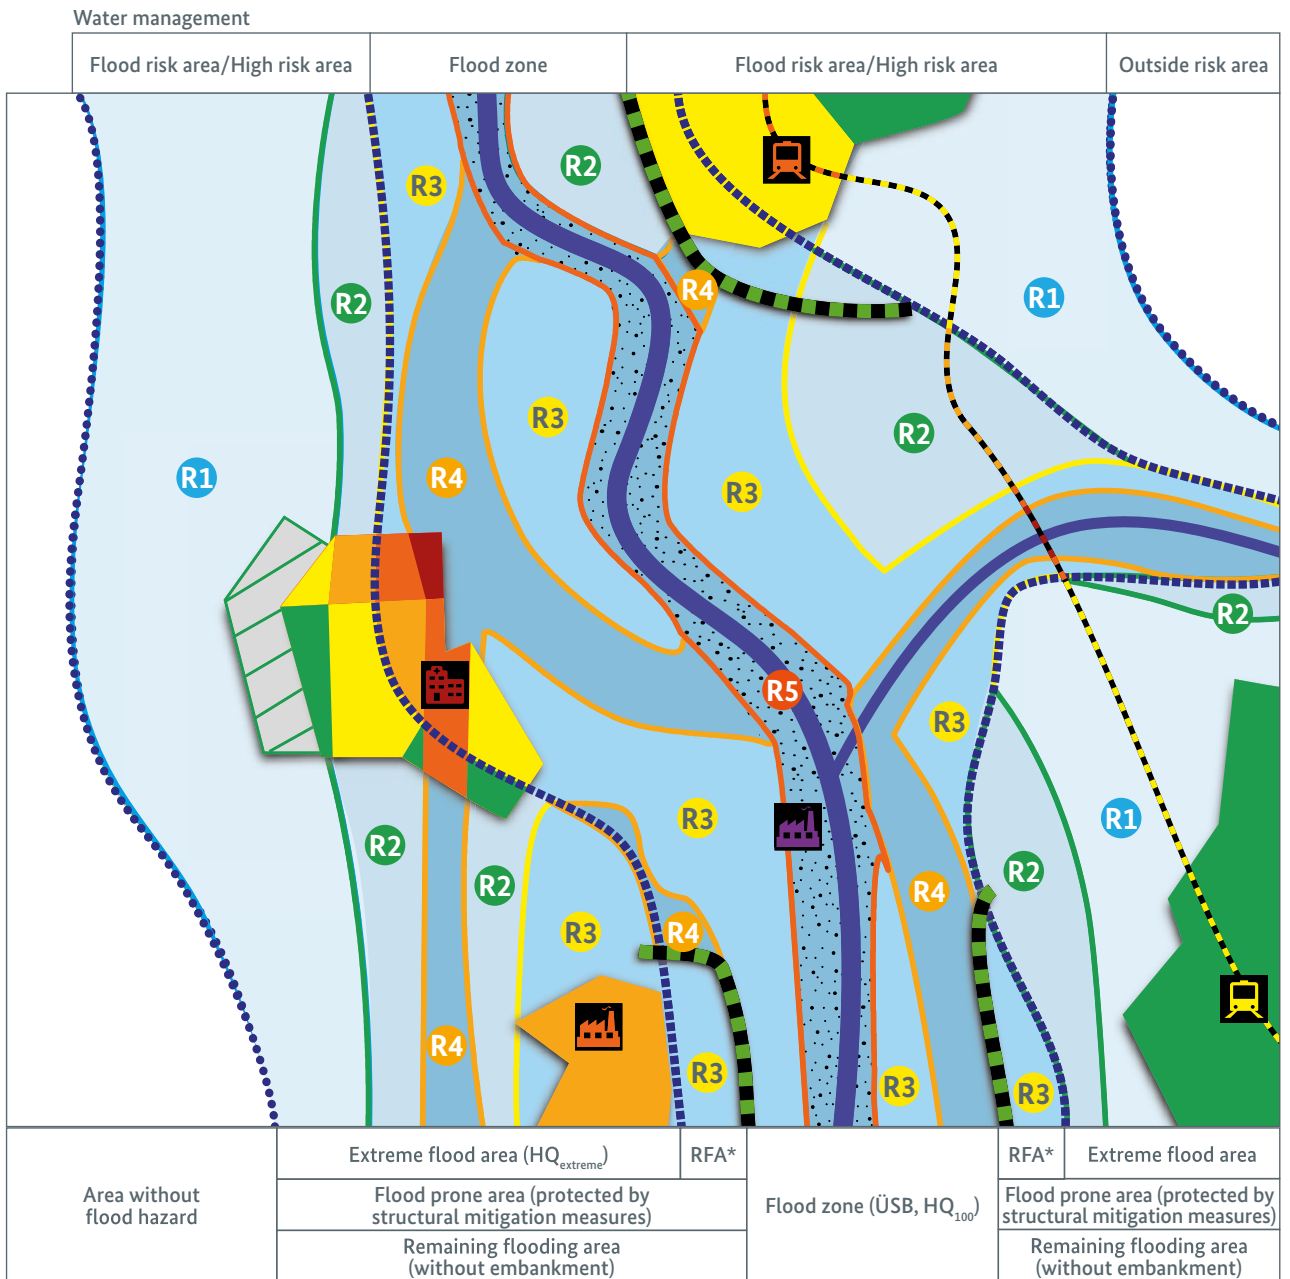 Water management
Flood risk area/High risk area
Flood zone
Flood risk area/High risk area
Outside risk area
R2
R3
R2
R4
R1
R2
R3
R2
R1
R4
R3
R2
R5
R3
R3
R1
R2
R2
R2
R4
R3
R4
R4
R3
R3
R3
Extreme flood area (HQextreme)
RFA*
RFA*
Extreme flood area
Area without
flood hazard
Flood prone area (protected by
structural mitigation measures)
Flood zone (ÜSB, HQ100)
Flood prone area (protected by
structural mitigation measures)
Remaining flooding area
(without embankment)
Remaining flooding area
(without embankment)